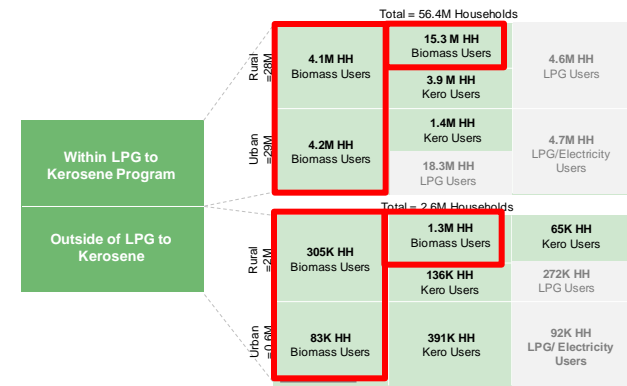 Total = 56.4M Households
Rural
=28M
4.1M HH
Biomass Users
15.3 M HH
Biomass Users
3.9 M HH
Kero Users
4.6M HH
LPG Users
Urban
=29M
4.2M HH
Biomass Users
1.4M HH
Kero Users
18.3M HH
LPG Users
4.7M HH
LPG/Electricity
Users
Within LPG to
Kerosene Program
Outside of LPG to
Kerosene
Total = 2.6M Households
Rural
=2M
305K HH
Biomass Users
1.3M HH
Biomass Users
65K HH
Kero Users
136K HH
Kero Users
272K HH
LPG Users
Urban
=0.6M
83K HH
Biomass Users
391K HH
Kero Users
92K HH
LPG/ Electricity
Users